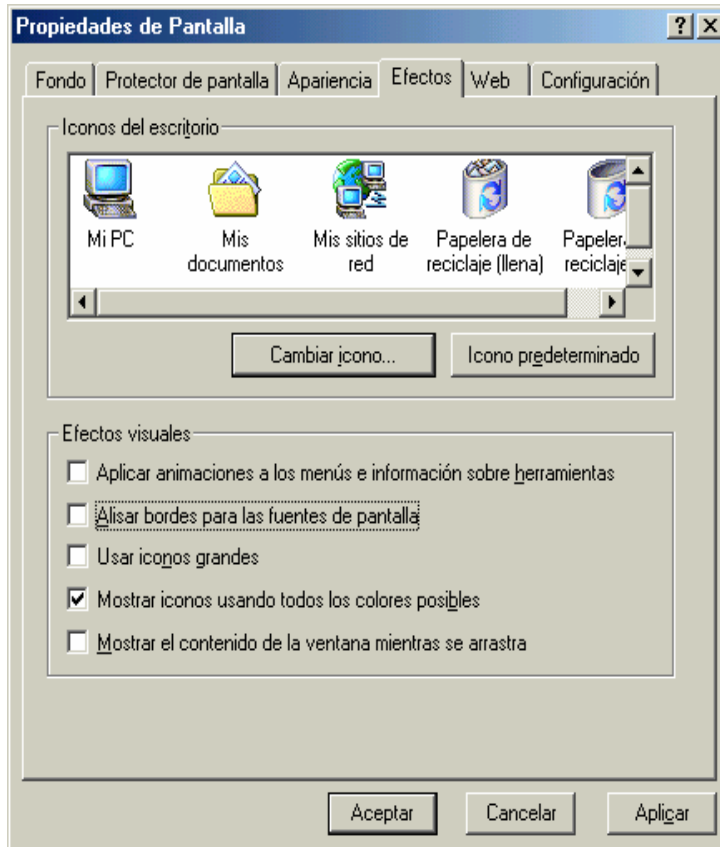 Propiedades de Pantalla
Fondo
Protector de pantalla
Apariencia
Efectos
Web
Configuración
Iconos del escritorio
Mi PC
Mis
documentos
Mis sitios de
red
Papelera de
reciclaje (llena)
Papeler
reciclaje
Cambiar icono...
Icono predeterminado
Efectos visuales
Aplicar animaciones a los menús e información sobre herramientas
Alisar bordes para las fuentes de pantalla
Usar iconos grandes
Mostrar iconos usando todos los colores posibles
Mostrar el contenido de la ventana mientras se arrastra
Aceptar
Cancelar
Aplicar